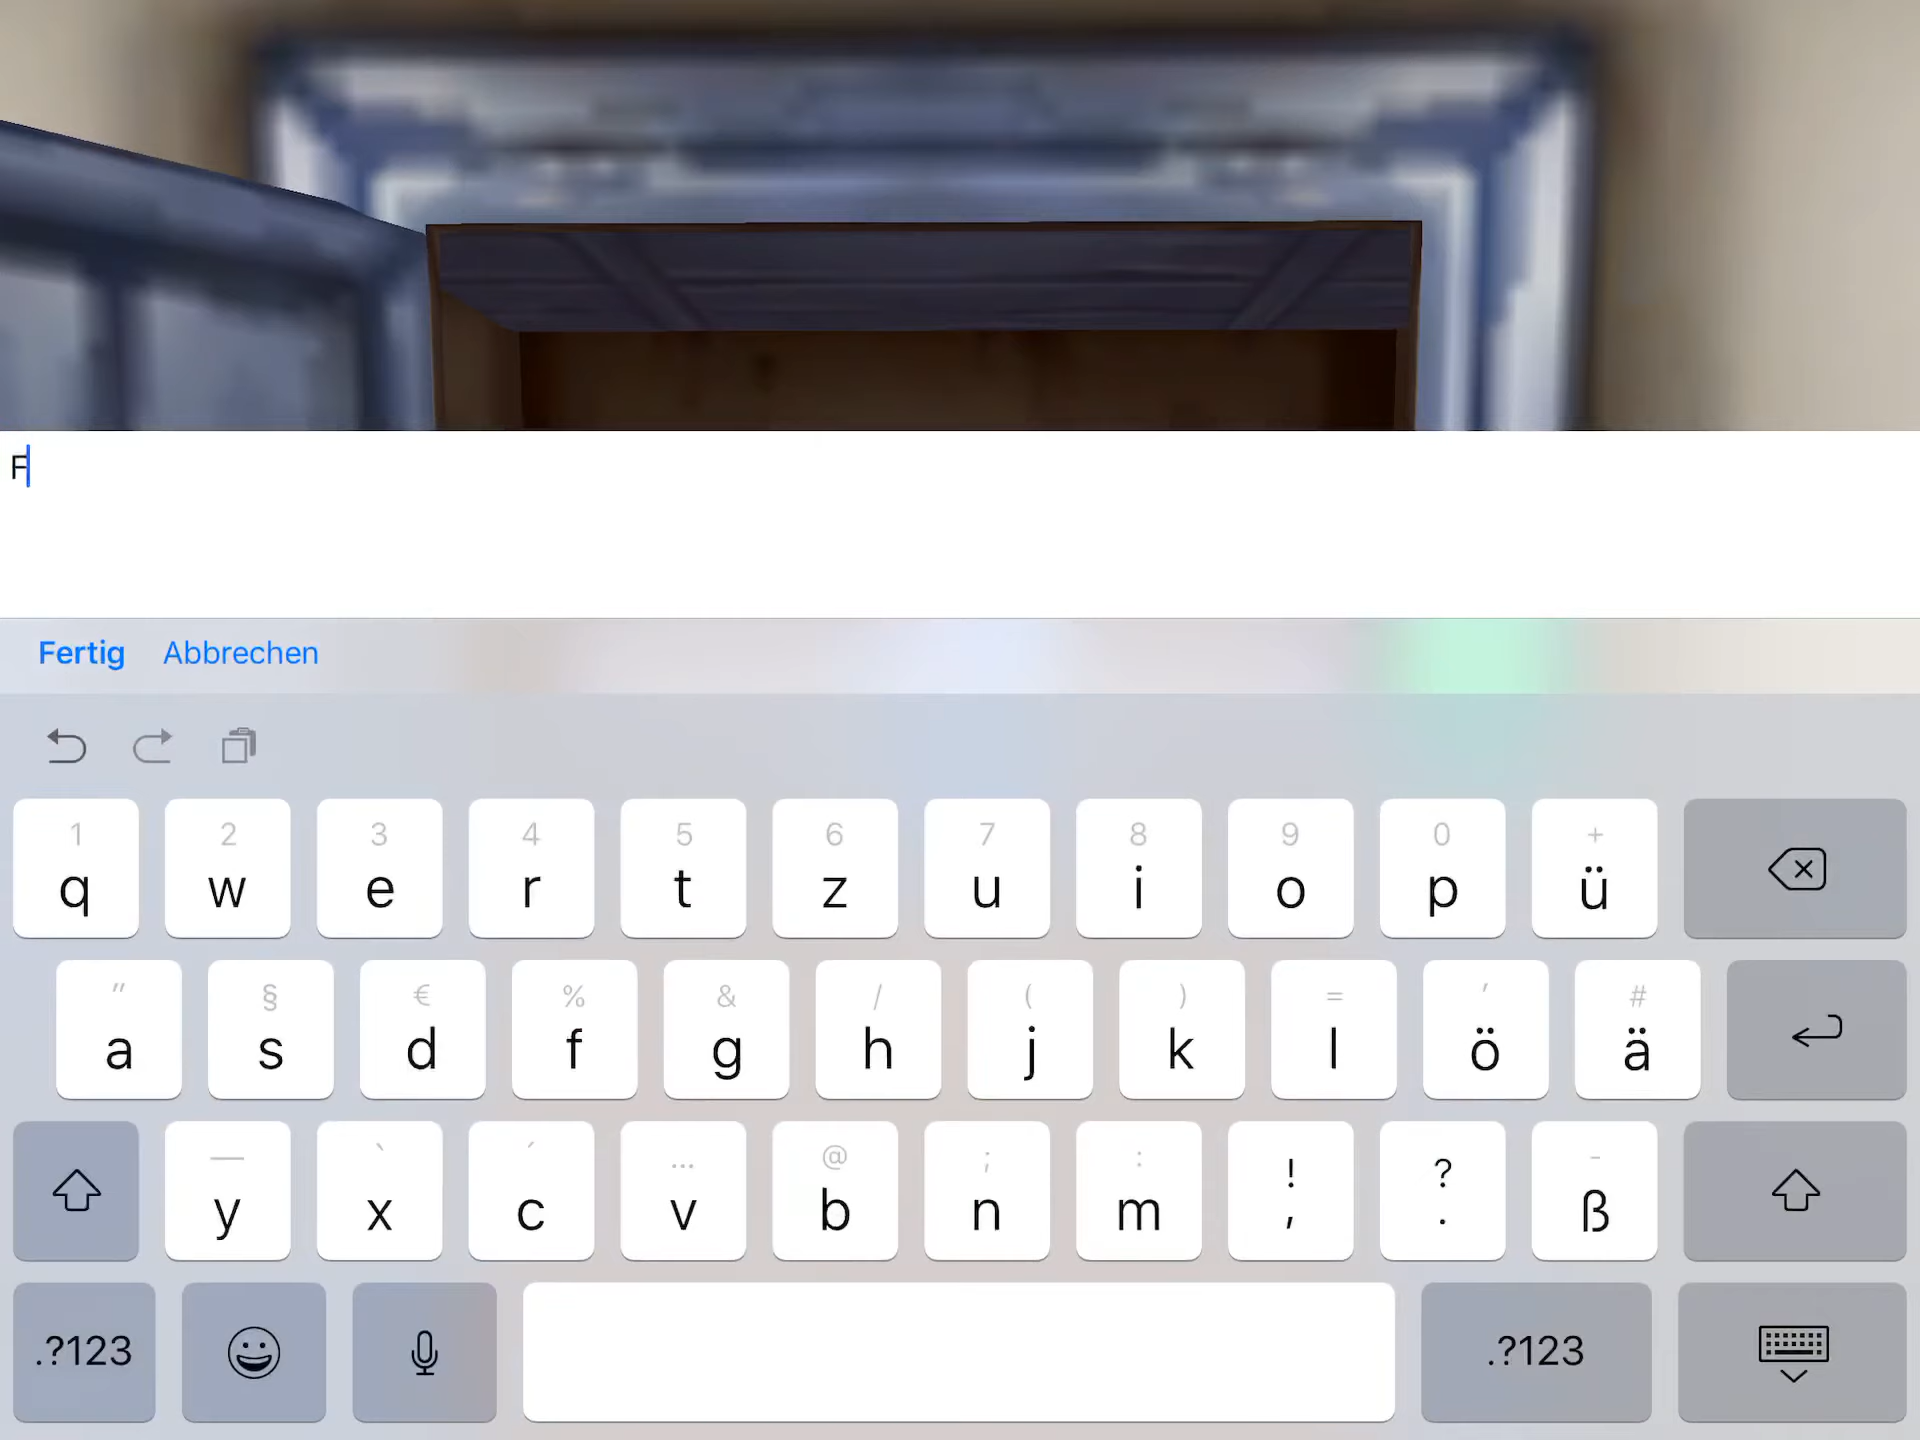 F
Fertig Abbrechen
1 2 3 4 5 6 7 8 9 0 +
q w e r t z u i o p ü
" § € % & / ( ) = ' #
a s d f g h j k l ö ä
— ` ´ ... @ ; : ! ? -
y x c v b n m , . ß
.?123 .?123